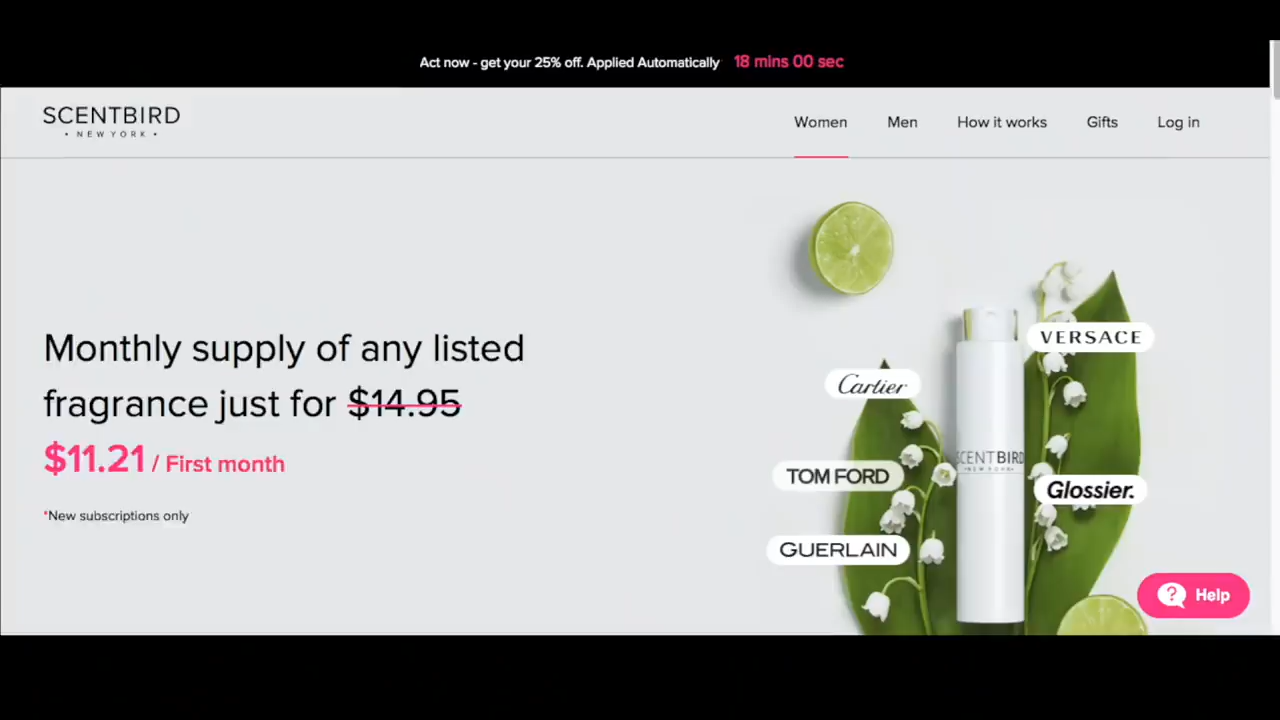 Act now - get your 25% off. Applied Automatically 18 mins 00 sec
SCENTBIRD
• NEW YORK •
Women Men How it works Gifts Log in
Monthly supply of any listed
fragrance just for $14.95
$11.21 / First month
*New subscriptions only
VERSACE
Cartier
SCENTBIRD
• NEW YORK •
TOM FORD
Glossier.
GUERLAIN
Help